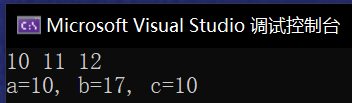 Microsoft Visual Studio 调试控制台
10 11 12
a=10, b=17, c=10